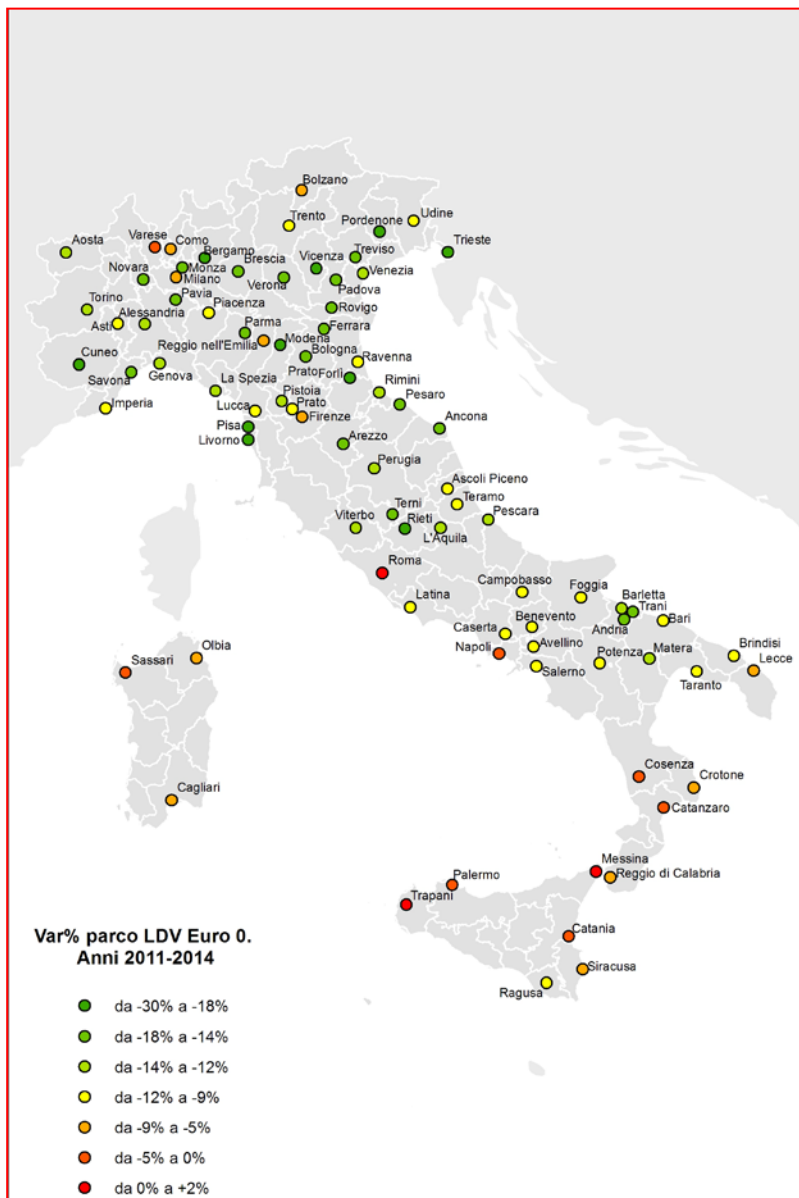 Bolzano
Trento
Pordenone
Udine
Aosta
Varese
Como
Bergamo
Brescia
Vicenza
Treviso
Trieste
Novara
Monza
Milano
Verona
Venezia
Padova
Pavia
Torino
Piacenza
Rovigo
Asti
Alessandria
Parma
Ferrara
Reggio nell'Emilia
Modena
Bologna
Ravenna
Cuneo
Savona
Genova
La Spezia
Prato
Forlì
Rimini
Imperia
Lucca
Pistoia
Prato
Firenze
Pesaro
Pisa
Livorno
Arezzo
Ancona
Perugia
Ascoli Piceno
Teramo
Viterbo
Terni
Rieti
L'Aquila
Pescara
Roma
Latina
Campobasso
Foggia
Barletta
Trani
Andria
Bari
Caserta
Benevento
Napoli
Avellino
Salerno
Potenza
Matera
Brindisi
Lecce
Taranto
Sassari
Olbia
Cagliari
Cosenza
Crotone
Catanzaro
Messina
Reggio di Calabria
Palermo
Trapani
Catania
Siracusa
Ragusa
Var% parco LDV Euro 0.
Anni 2011-2014
da -30% a -18%
da -18% a -14%
da -14% a -12%
da -12% a -9%
da -9% a -5%
da -5% a 0%
da 0% a +2%